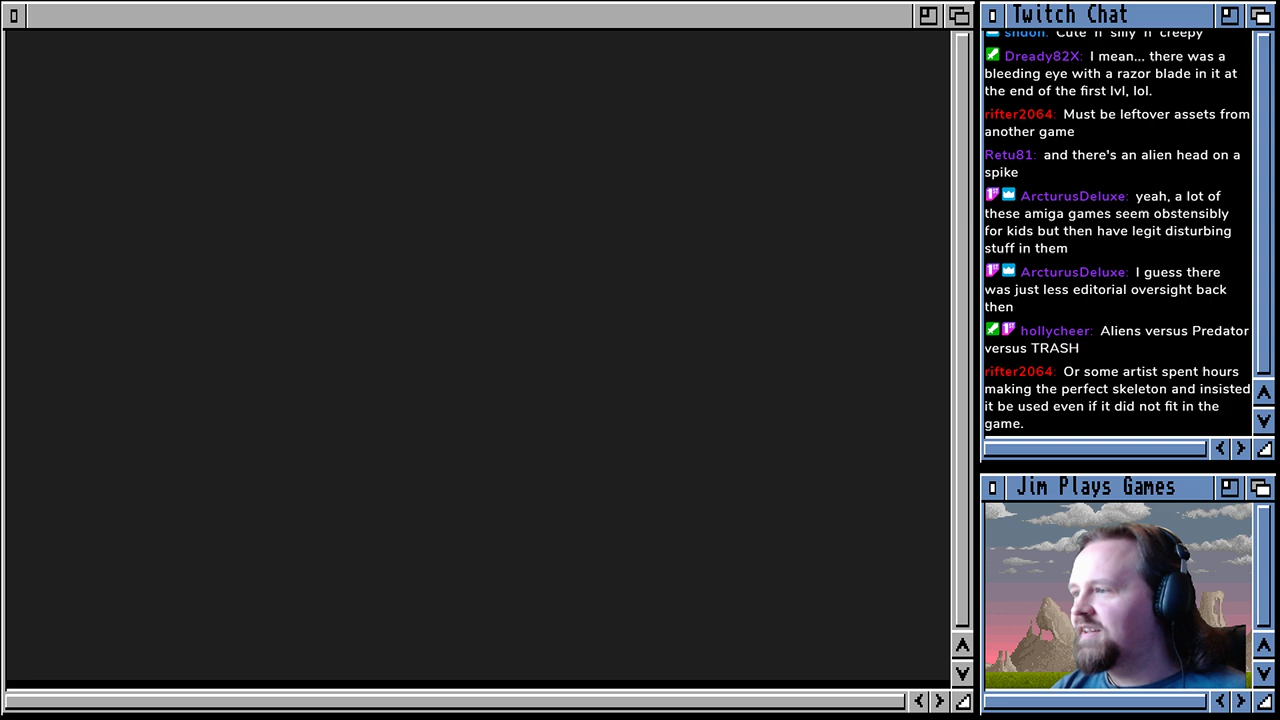 Twitch Chat
shdon: Cute 'n' silly 'n' creepy
Dready82X: I mean... there was a
bleeding eye with a razor blade in it at
the end of the first lvl, lol.
rifter2064: Must be leftover assets from
another game
Retu81: and there's an alien head on a
spike
ArcturusDeluxe: yeah, a lot of
these amiga games seem obstensibly
for kids but then have legit disturbing
stuff in them
ArcturusDeluxe: I guess there
was just less editorial oversight back
then
hollycheer: Aliens versus Predator
versus TRASH
rifter2064: Or some artist spent hours
making the perfect skeleton and insisted
it be used even if it did not fit in the
game.
Jim Plays Games